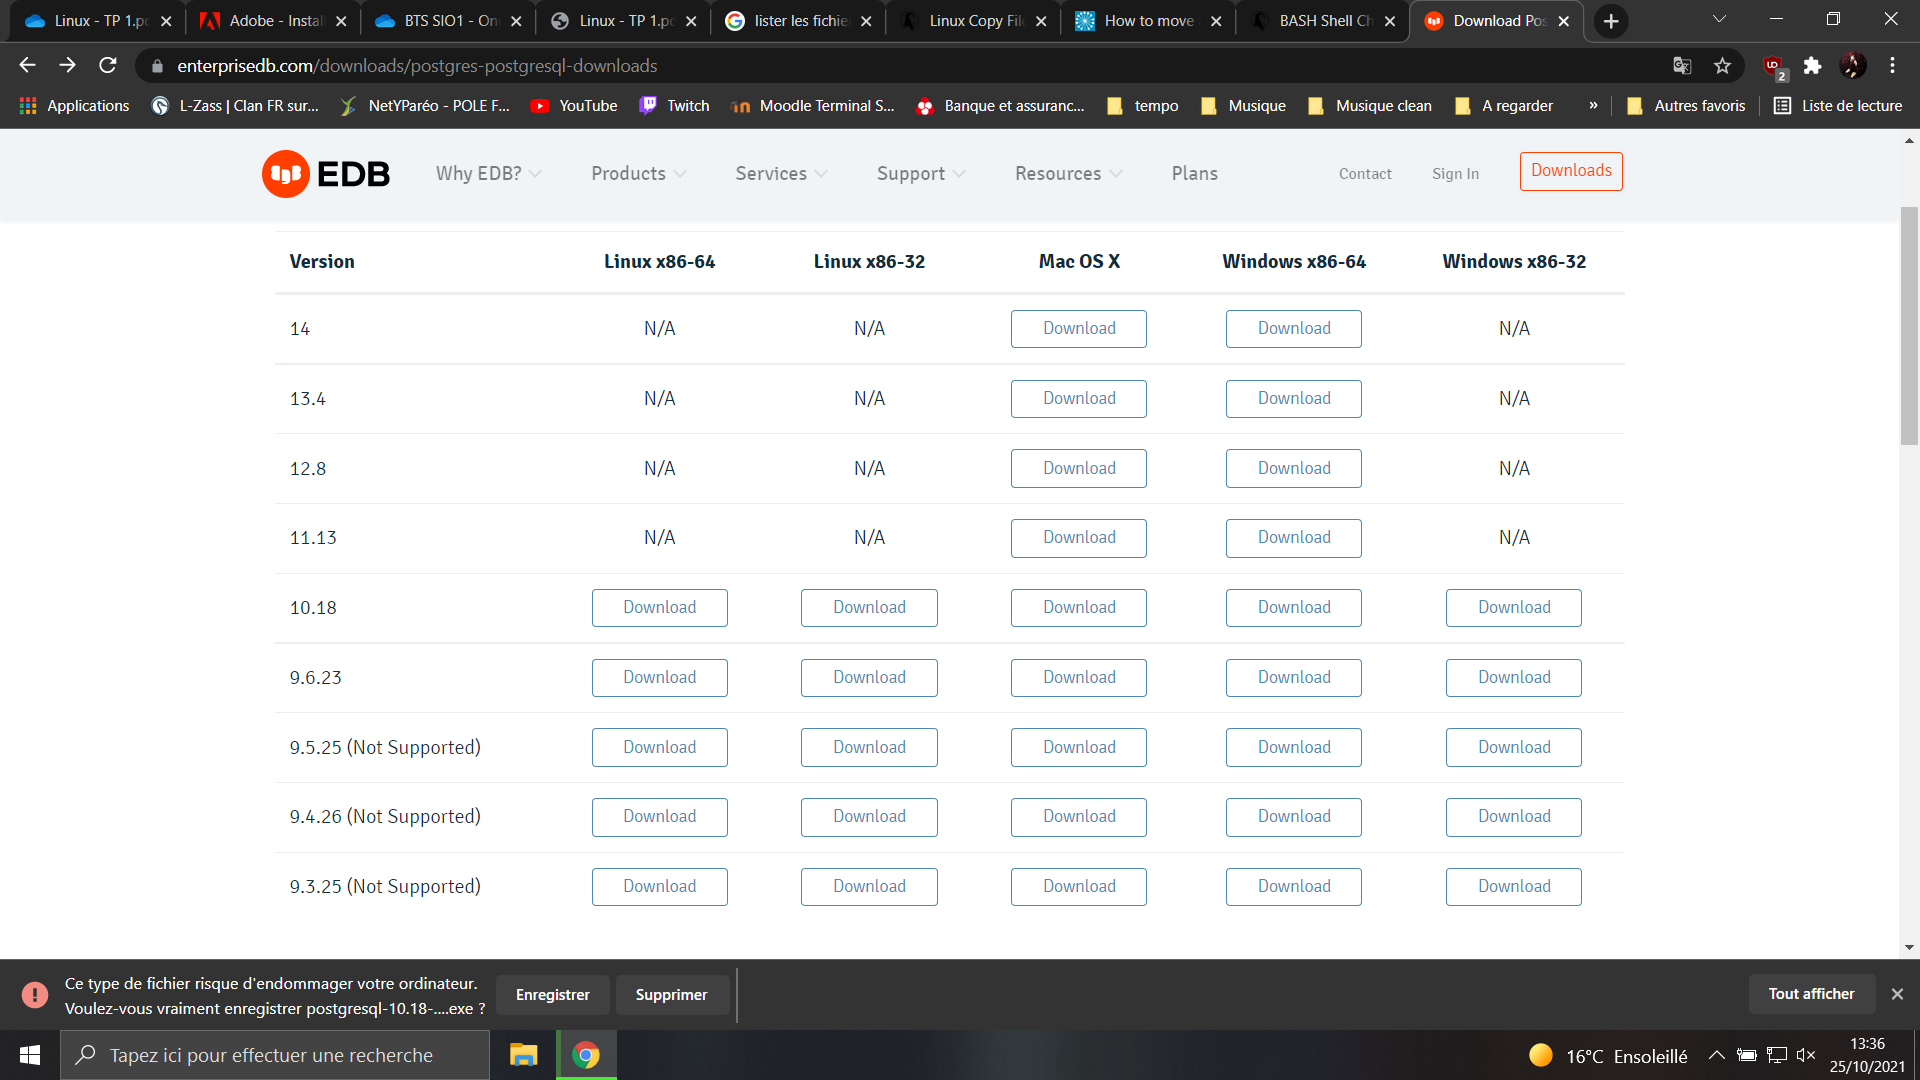 Linux - TP 1.pc
Adobe - Instal
BTS SIO1 - On
Linux - TP 1.pc
lister les fichie
Linux Copy File
How to move
BASH Shell Ch
Download Pos
enterprisedb.com/downloads/postgres-postgresql-downloads
2
Applications
L-Zass | Clan FR sur...
NetYParéo - POLE F...
YouTube
Twitch
Moodle Terminal S...
Banque et assuranc...
tempo
Musique
Musique clean
A regarder
»
Autres favoris
Liste de lecture
EDB
Why EDB?
Products
Services
Support
Resources
Plans
Contact
Sign In
Downloads
Version Linux x86-64 Linux x86-32 Mac OS X Windows x86-64 Windows x86-32
14 N/A N/A Download Download N/A
13.4 N/A N/A Download Download N/A
12.8 N/A N/A Download Download N/A
11.13 N/A N/A Download Download N/A
10.18 Download Download Download Download Download
9.6.23 Download Download Download Download Download
9.5.25 (Not Supported) Download Download Download Download Download
9.4.26 (Not Supported) Download Download Download Download Download
9.3.25 (Not Supported) Download Download Download Download Download
Ce type de fichier risque d'endommager votre ordinateur.
Voulez-vous vraiment enregistrer postgresql-10.18-....exe ?
Enregistrer
Supprimer
Tout afficher
Tapez ici pour effectuer une recherche
16°C Ensoleillé
13:36
25/10/2021